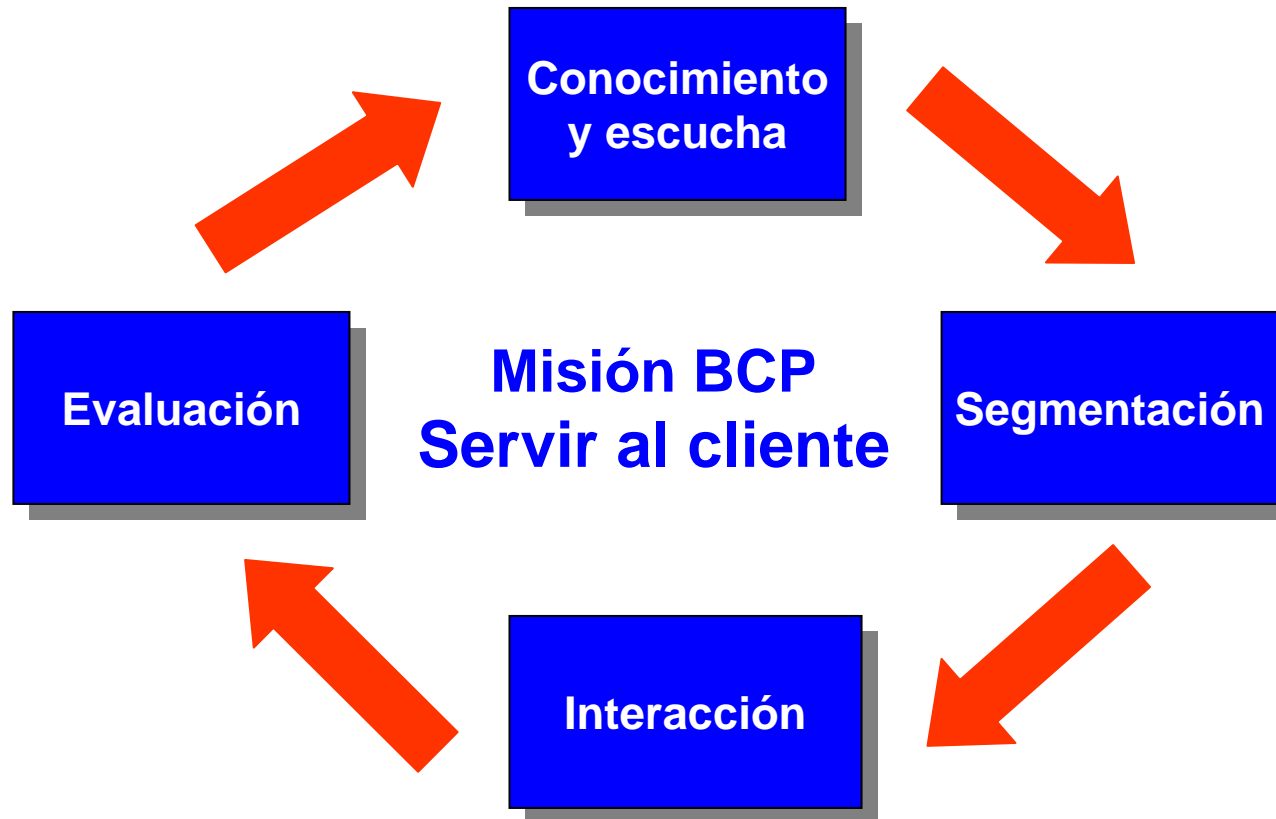 Conocimiento
y escucha
Misión BCP
Servir al cliente
Evaluación
Segmentación
Interacción